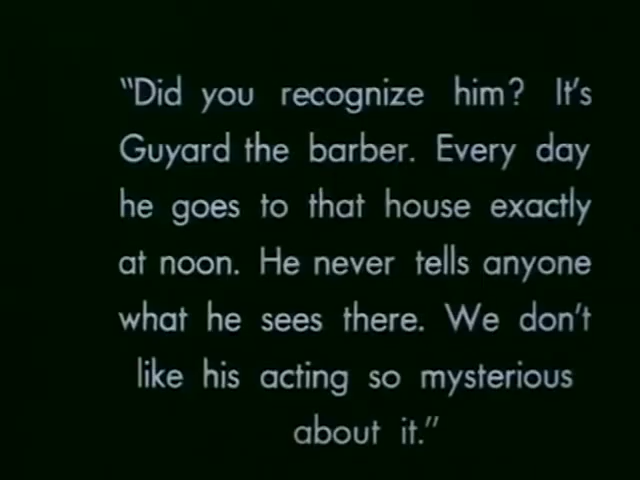 "Did you recognize him? It's
Guyard the barber. Every day
he goes to that house exactly
at noon. He never tells anyone
what he sees there. We don't
like his acting so mysterious
about it."